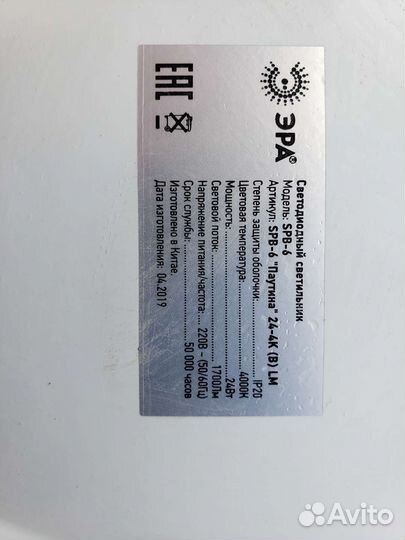 EAC
ЭРА®
Светодиодный светильник
Модель: SPB-6
Артикул: SPB-6 "Паутина" 24-4K (B) LM
Степень защиты оболочки: IP20
Цветовая температура: 4000К
Мощность: 24Вт
Световой поток: 1700Лм
Напряжение питания/частота: 220В ~ (50/60Гц)
Срок службы: 50 000 часов
Изготовлено в Китае.
Дата изготовления: 04.2019
Avito